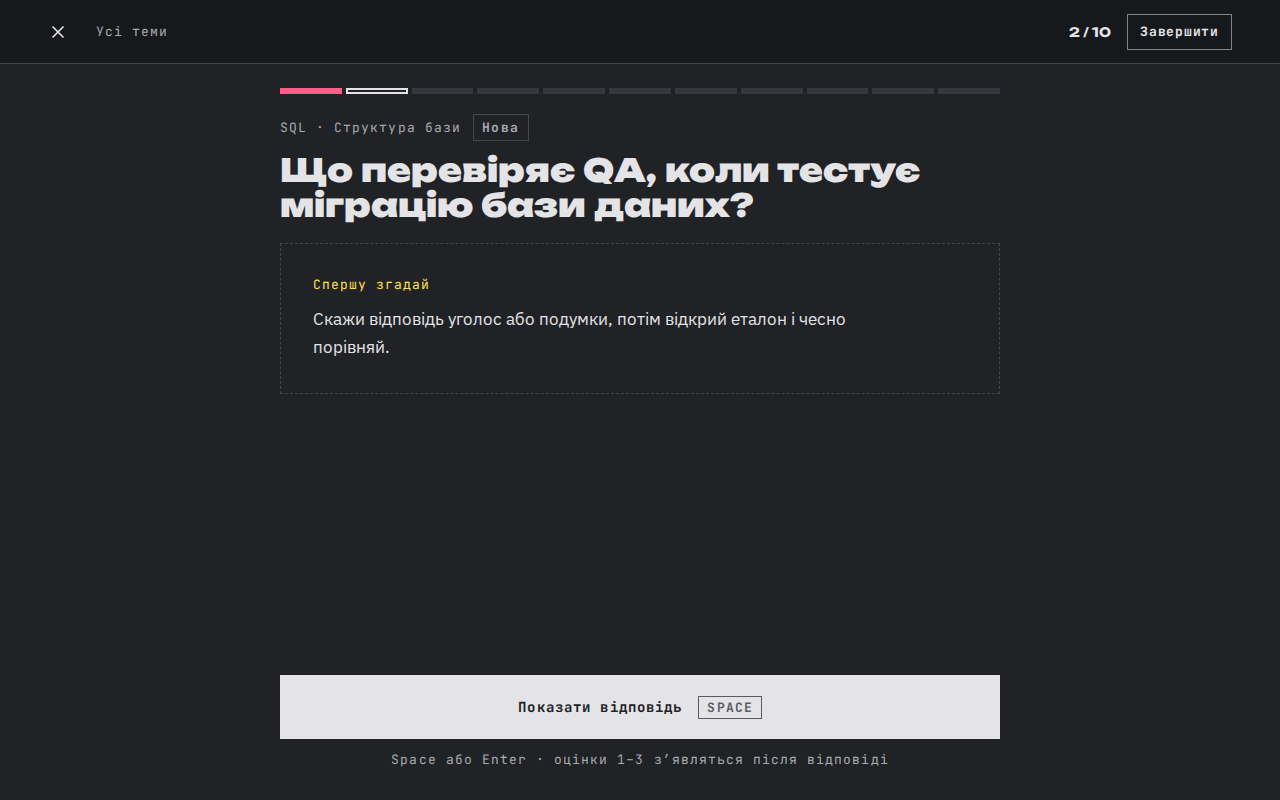 Усі теми
2/10
Завершити
SQL · Структура бази
Нова
Що перевіряє QA, коли тестує
міграцію бази даних?
Спершу згадай
Скажи відповідь уголос або подумки, потім відкрий еталон і чесно
порівняй.
Показати відповідь SPACE
Space або Enter · оцінки 1–3 з’являться після відповіді